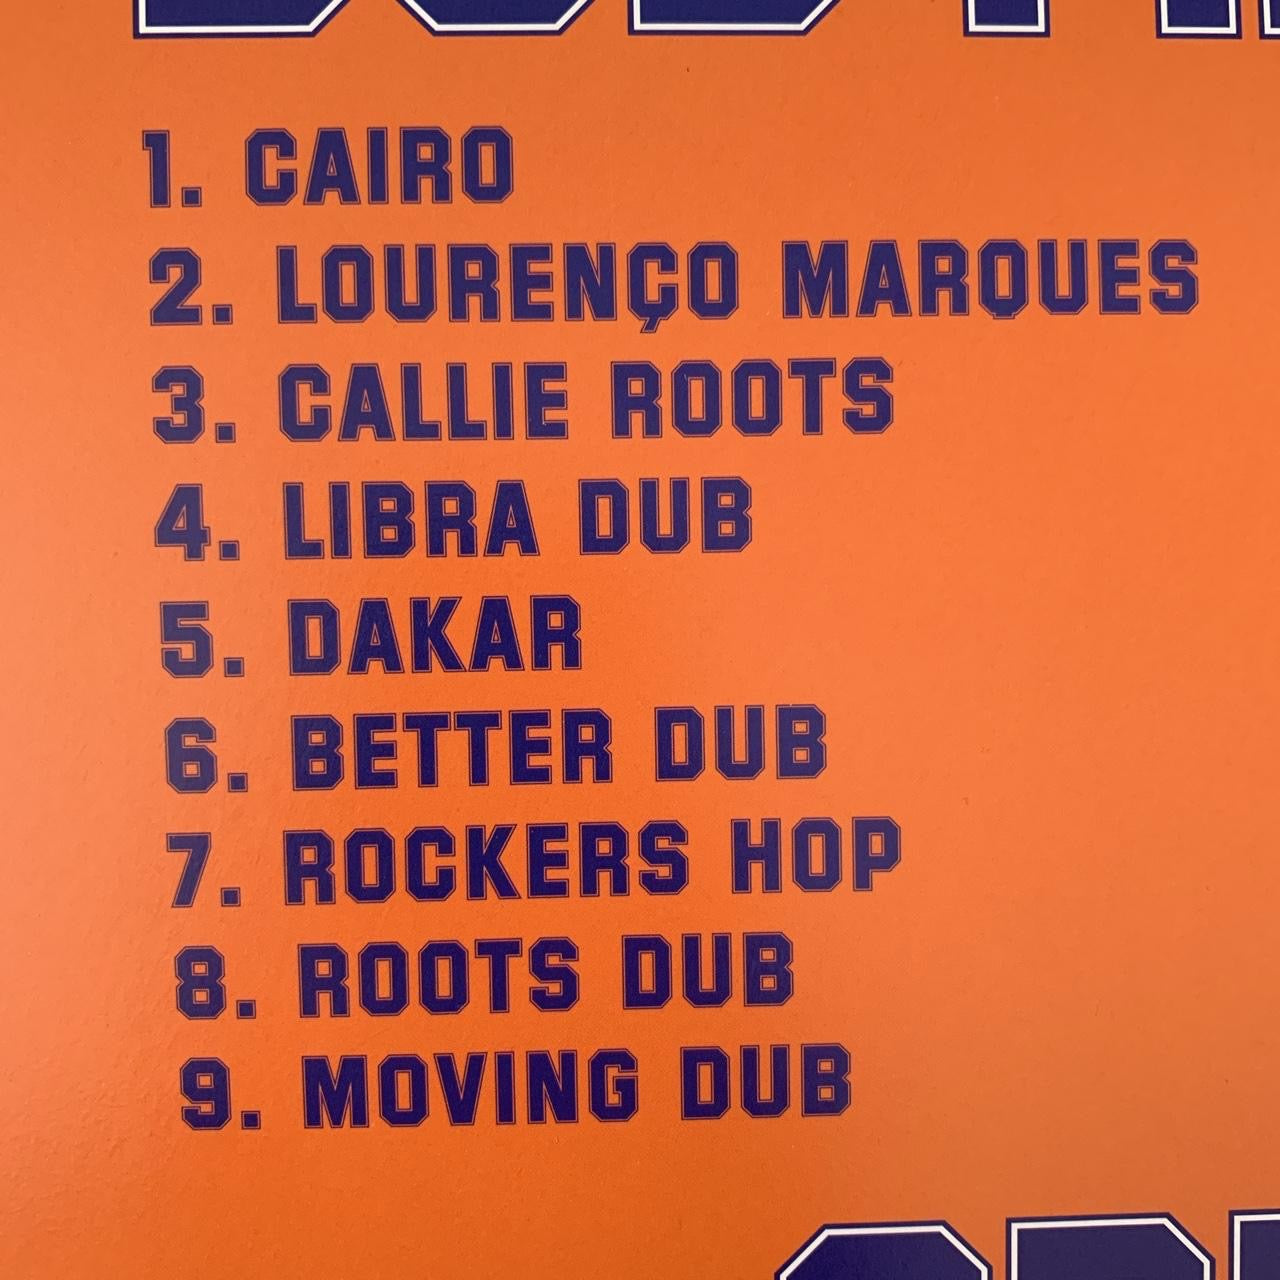 1. CAIRO
2. LOURENÇO MARQUES
3. CALLIE ROOTS
4. LIBRA DUB
5. DAKAR
6. BETTER DUB
7. ROCKERS HOP
8. ROOTS DUB
9. MOVING DUB